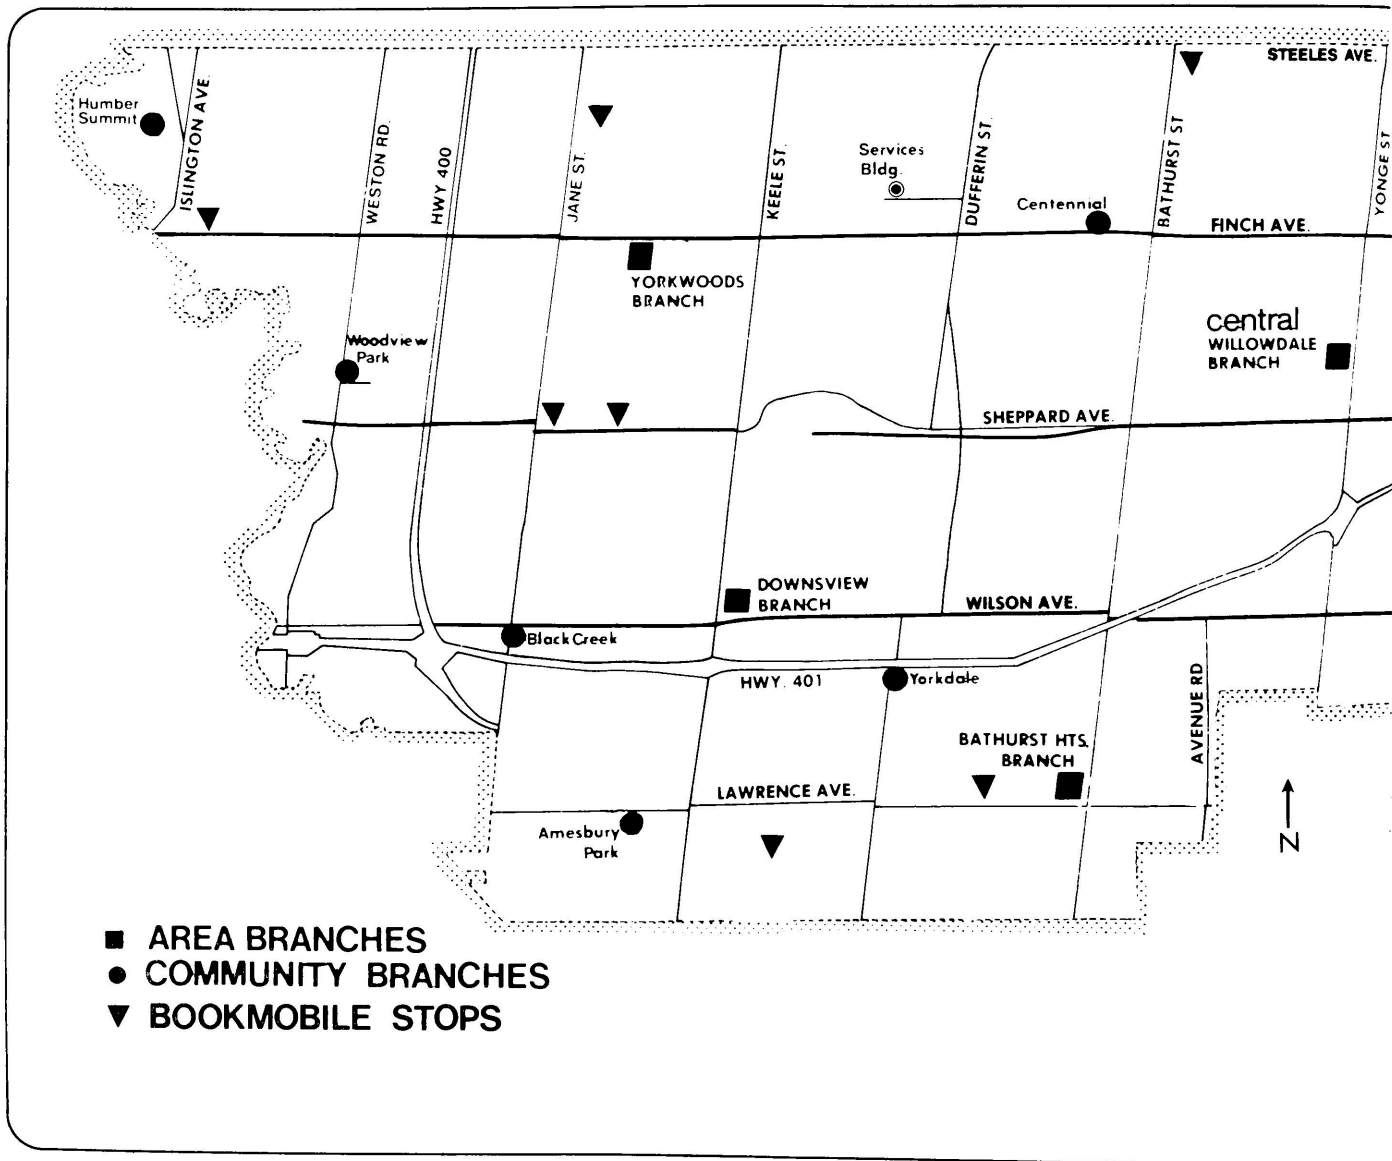 STEELES AVE.
Humber
Summit
ISLINGTON AVE.
WESTON RD.
HWY 400
JANE ST.
KEELE ST.
Services
Bldg.
DUFFERIN ST.
Centennial
BATHURST ST
YONGE ST
FINCH AVE.
YORKWOODS
BRANCH
central
WILLOWDALE
BRANCH
Woodview
Park
SHEPPARD AVE.
DOWNSVIEW
BRANCH
WILSON AVE.
Black Creek
HWY. 401
Yorkdale
AVENUE RD
BATHURST HTS.
BRANCH
LAWRENCE AVE.
Amesbury
Park
N
AREA BRANCHES
COMMUNITY BRANCHES
BOOKMOBILE STOPS